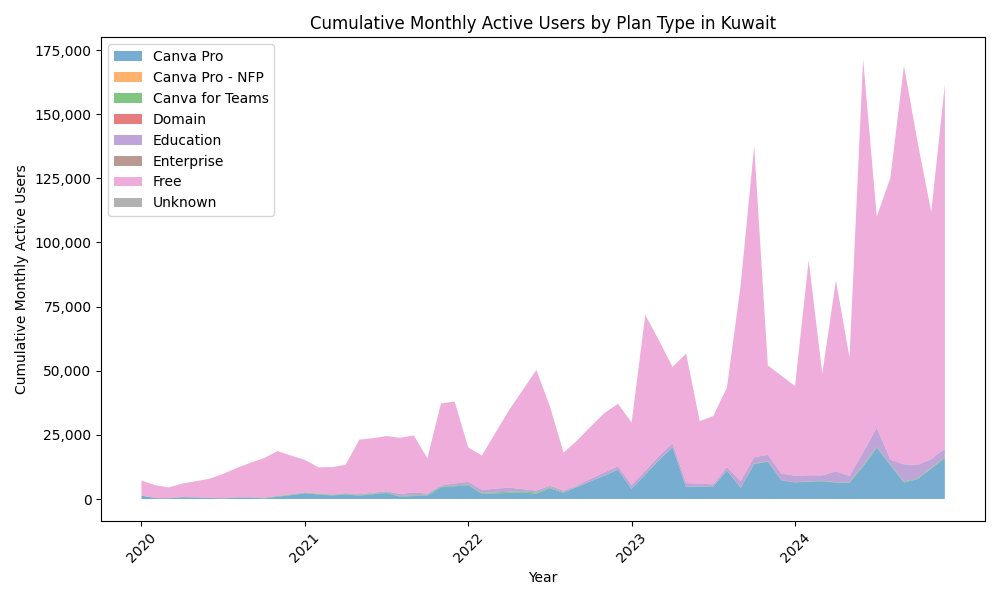 Cumulative Monthly Active Users by Plan Type in Kuwait
Canva Pro
Canva Pro - NFP
Canva for Teams
Domain
Education
Enterprise
Free
Unknown
Cumulative Monthly Active Users
175,000
150,000
125,000
100,000
75,000
50,000
25,000
0
2020
2021
2022
2023
2024
Year